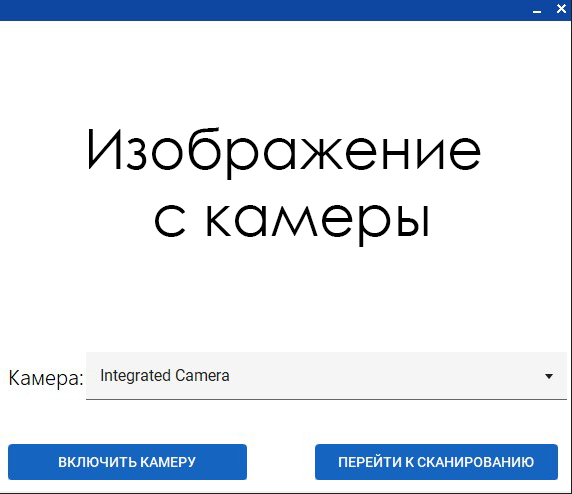 Изображение
с камеры
Камера: Integrated Camera
ВКЛЮЧИТЬ КАМЕРУ ПЕРЕЙТИ К СКАНИРОВАНИЮ